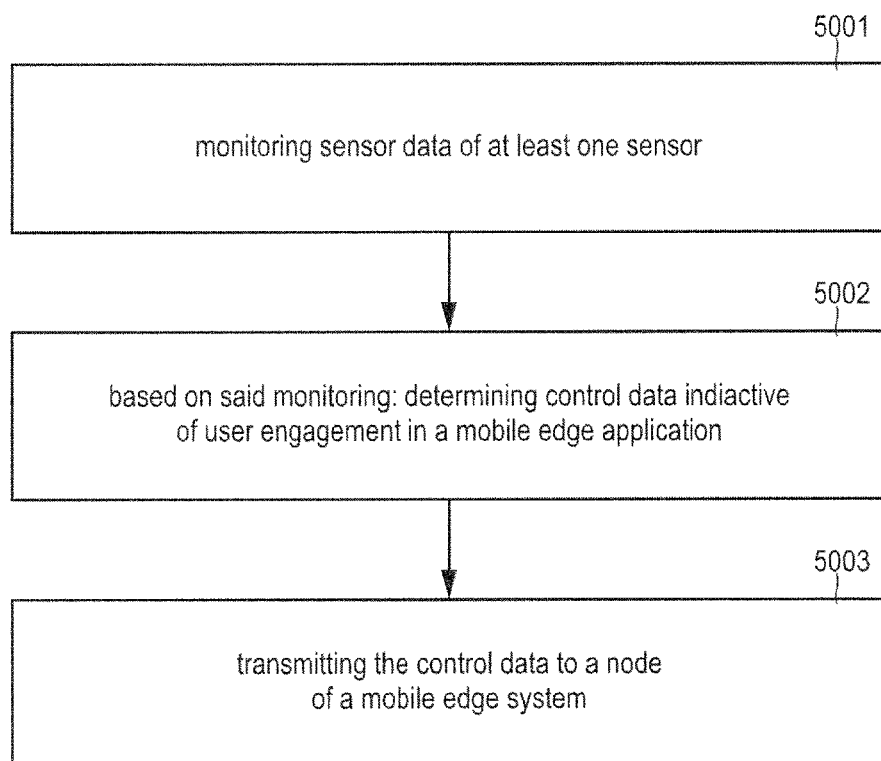 5001
monitoring sensor data of at least one sensor
5002
based on said monitoring: determining control data indiactive
of user engagement in a mobile edge application
5003
transmitting the control data to a node
of a mobile edge system